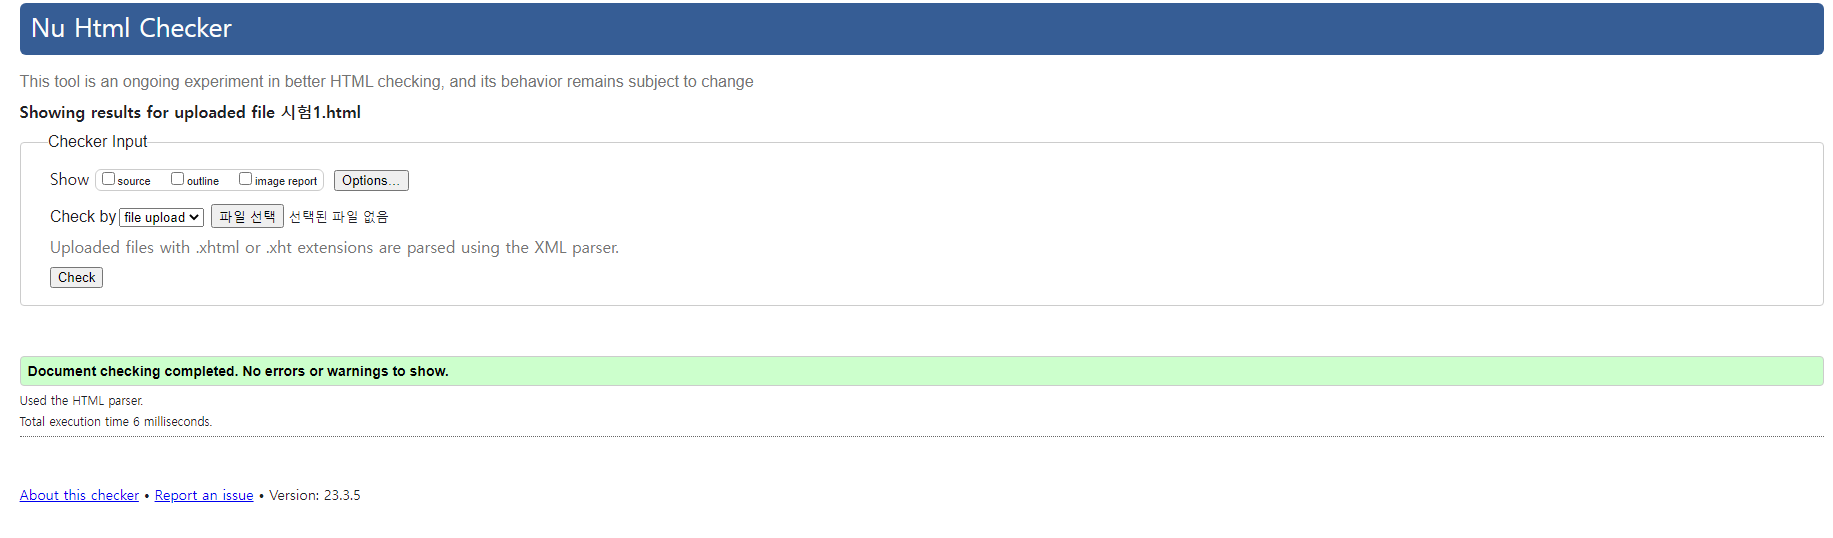 Nu Html Checker
This tool is an ongoing experiment in better HTML checking, and its behavior remains subject to change
Showing results for uploaded file 시험1.html
Checker Input
Show source outline image report Options...
Check by file upload 파일 선택 선택된 파일 없음
Uploaded files with .xhtml or .xht extensions are parsed using the XML parser.
Check
Document checking completed. No errors or warnings to show.
Used the HTML parser.
Total execution time 6 milliseconds.
About this checker • Report an issue • Version: 23.3.5